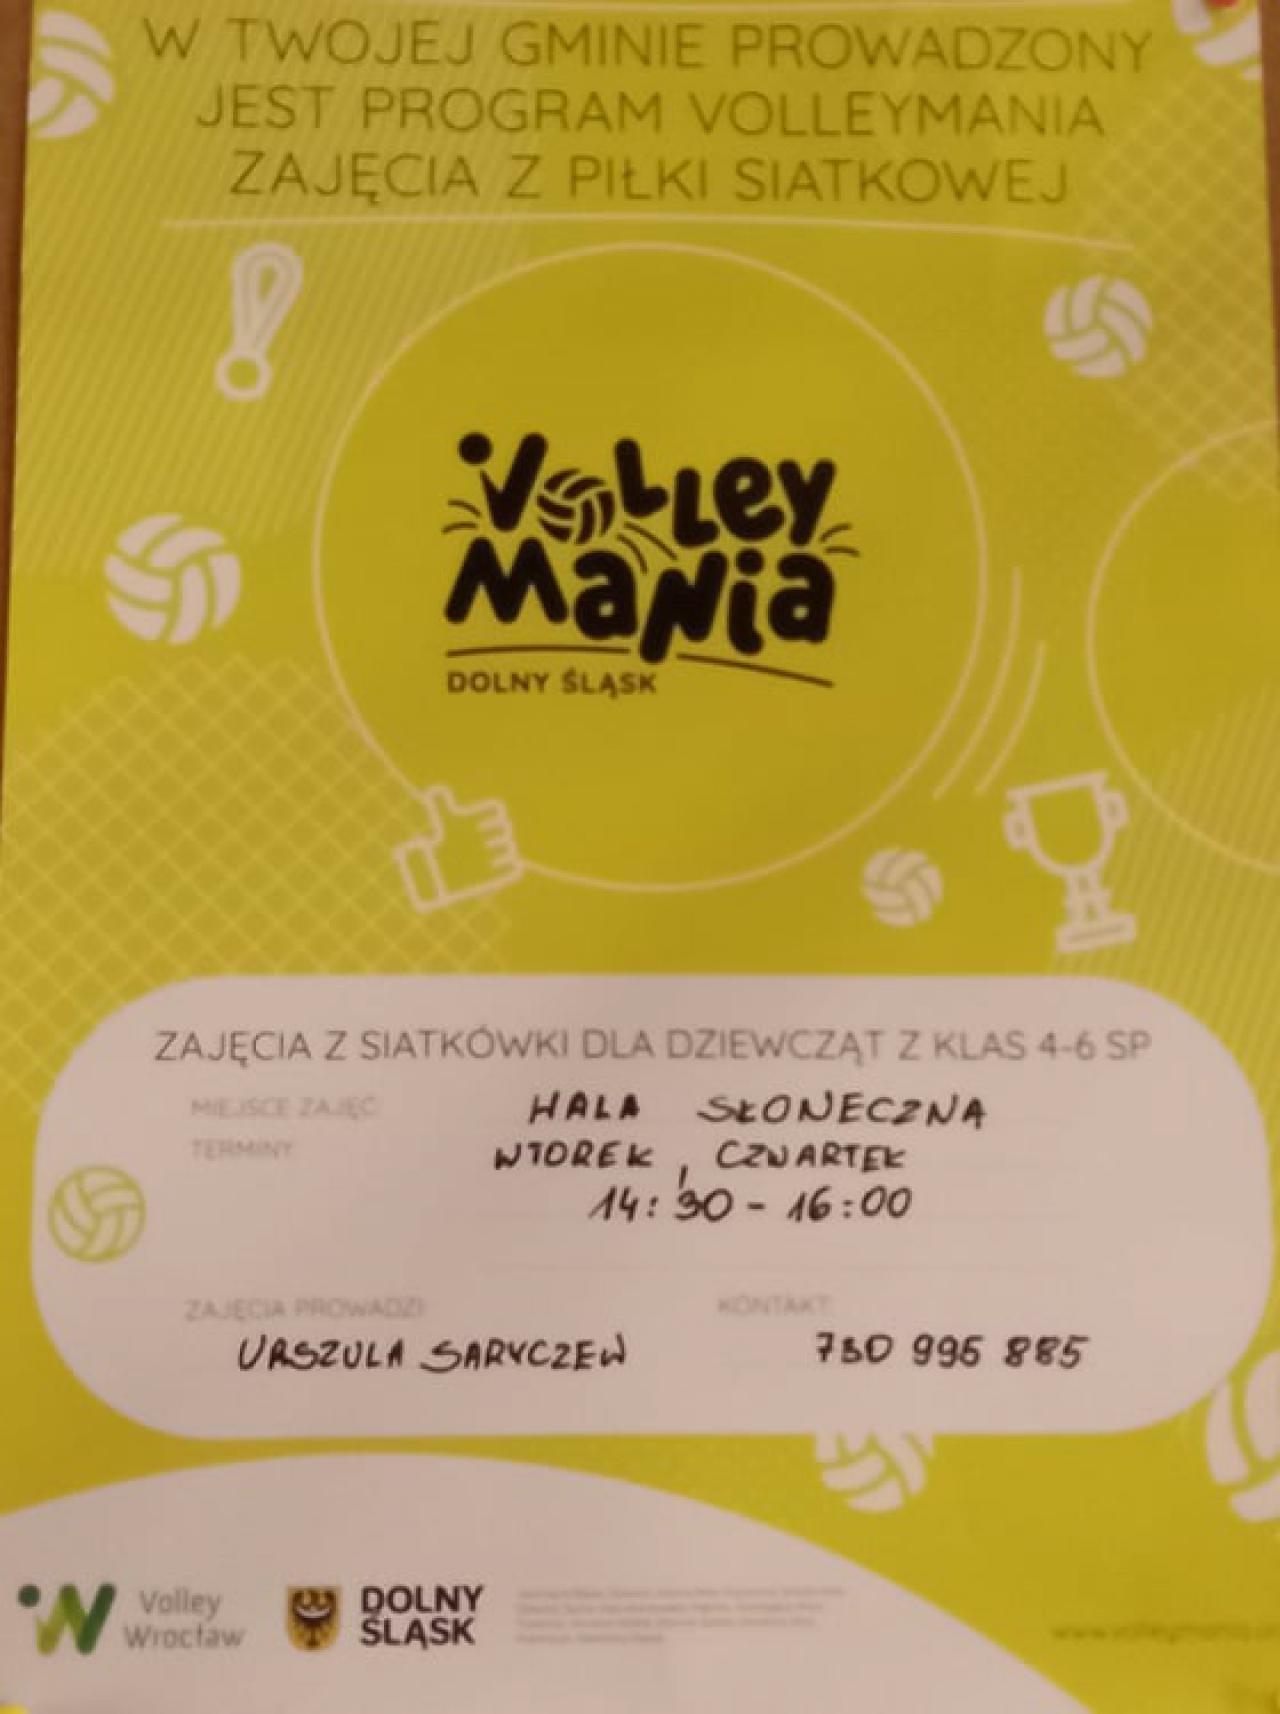 W TWOJEJ GMINIE PROWADZONY
JEST PROGRAM VOLLEYMANIA
ZAJĘCIA Z PIŁKI SIATKOWEJ
VOLLEY
MANIA
DOLNY ŚLĄSK
ZAJĘCIA Z SIATKÓWKI DLA DZIEWCZĄT Z KLAS 4-6 SP
MIEJSCE ZAJĘĆ: HALA SŁONECZNA
TERMINY: WTOREK, CZWARTEK
14:30 - 16:00
ZAJĘCIA PROWADZI: KONTAKT:
URSZULA SARYCZEW 730 995 885
Volley
Wrocław
DOLNY
ŚLĄSK